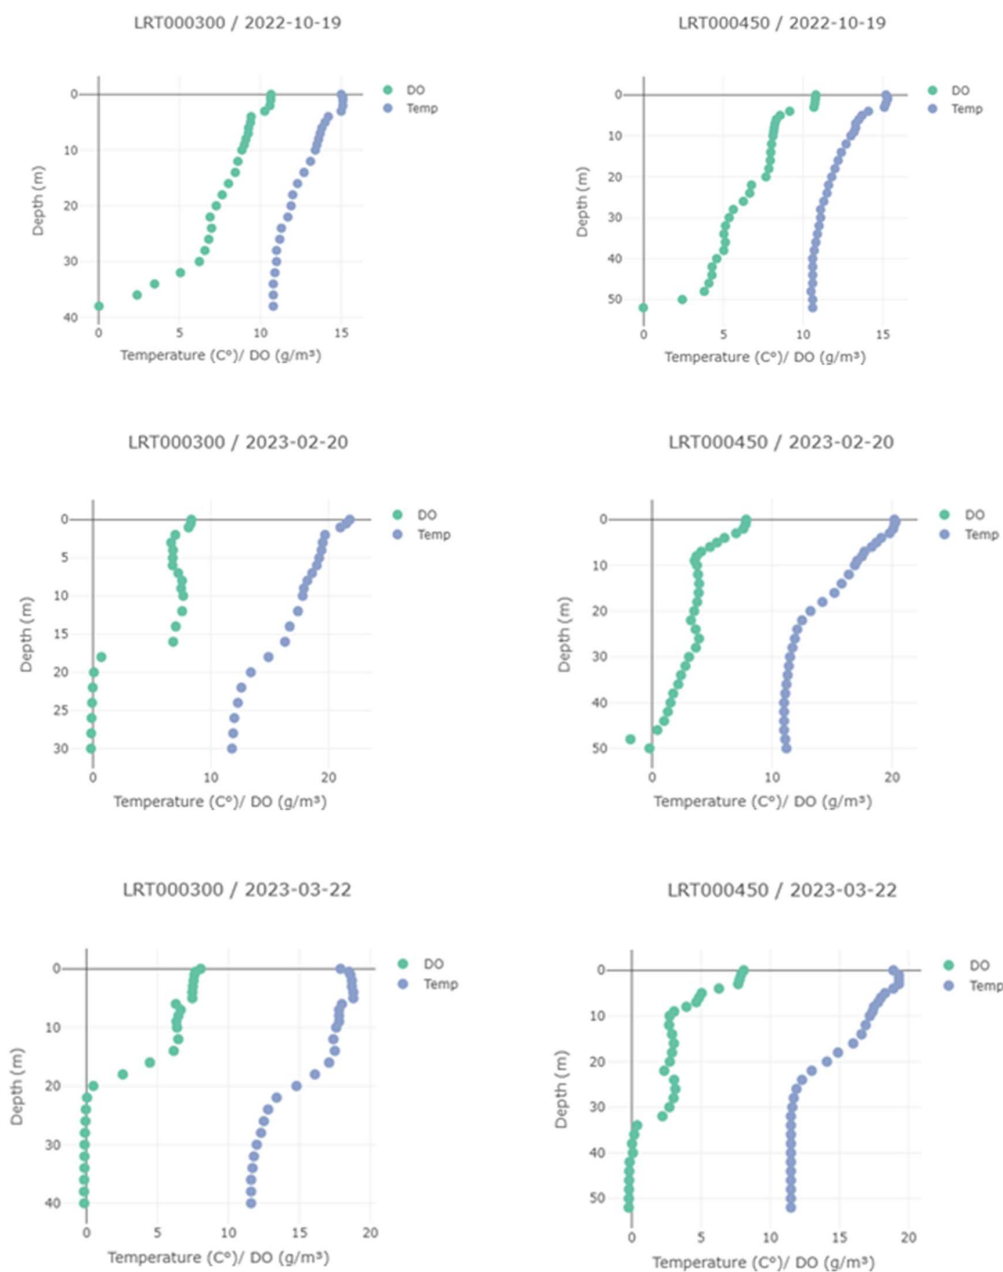 LRT000300 / 2022-10-19
0
10
20
30
40
Depth (m)
0 5 10 15
Temperature (C°)/ DO (g/m³)
DO
Temp
LRT000450 / 2022-10-19
0
10
20
30
40
50
Depth (m)
0 5 10 15
Temperature (C°)/ DO (g/m³)
DO
Temp
LRT000300 / 2023-02-20
0
5
10
15
20
25
30
Depth (m)
0 10 20
Temperature (C°)/ DO (g/m³)
DO
Temp
LRT000450 / 2023-02-20
0
10
20
30
40
50
Depth (m)
0 10 20
Temperature (C°)/ DO (g/m³)
DO
Temp
LRT000300 / 2023-03-22
0
10
20
30
40
Depth (m)
0 5 10 15 20
Temperature (C°)/ DO (g/m³)
DO
Temp
LRT000450 / 2023-03-22
0
10
20
30
40
50
Depth (m)
0 5 10 15 20
Temperature (C°)/ DO (g/m³)
DO
Temp